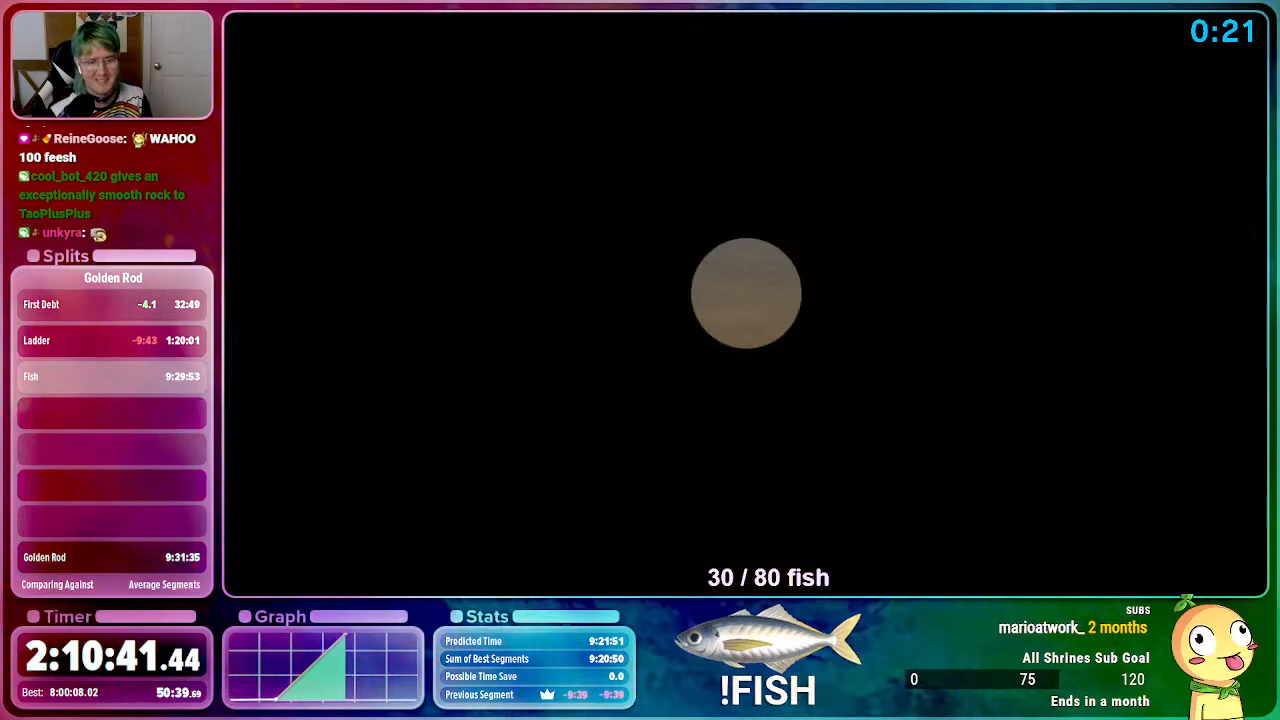 0:21
ReineGoose: WAHOO
100 feesh
cool_bot_420 gives an
exceptionally smooth rock to
TaoPlusPlus
unkyra:
Splits
Golden Rod
First Debt -4.1 32:49
Ladder -9:43 1:20:01
Fish 9:29:53
Golden Rod 9:31:35
Comparing Against Average Segments
30 / 80 fish
Timer
2:10:41.44
Best: 8:00:08.02 50:39.69
Graph
Stats
Predicted Time 9:21:51
Sum of Best Segments 9:20:50
Possible Time Save 0.0
Previous Segment -9:39 -9:39
!FISH
SUBS
marioatwork_ 2 months
All Shrines Sub Goal
0 75 120
Ends in a month